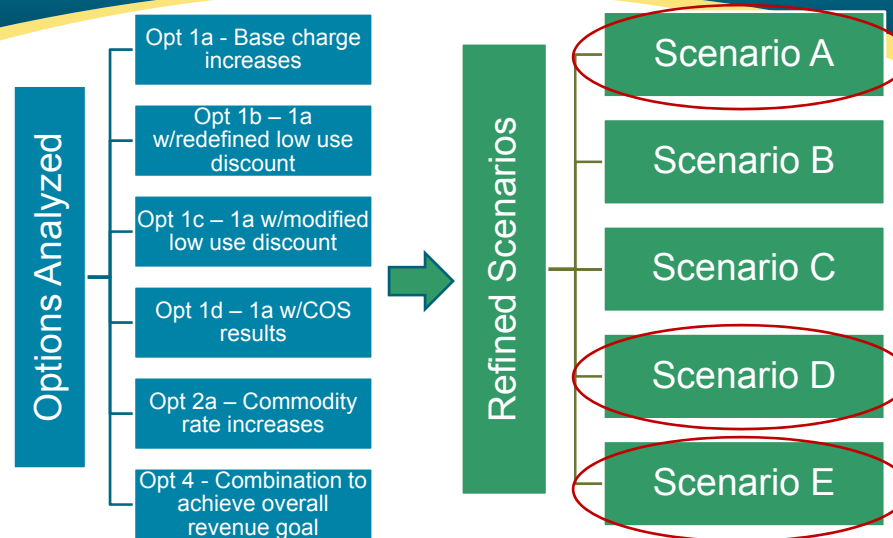 Options Analyzed
Opt 1a - Base charge
increases
Opt 1b – 1a
w/redefined low use
discount
Opt 1c – 1a w/modified
low use discount
Opt 1d – 1a w/COS
results
Opt 2a – Commodity
rate increases
Opt 4 - Combination to
achieve overall
revenue goal
Refined Scenarios
Scenario A
Scenario B
Scenario C
Scenario D
Scenario E